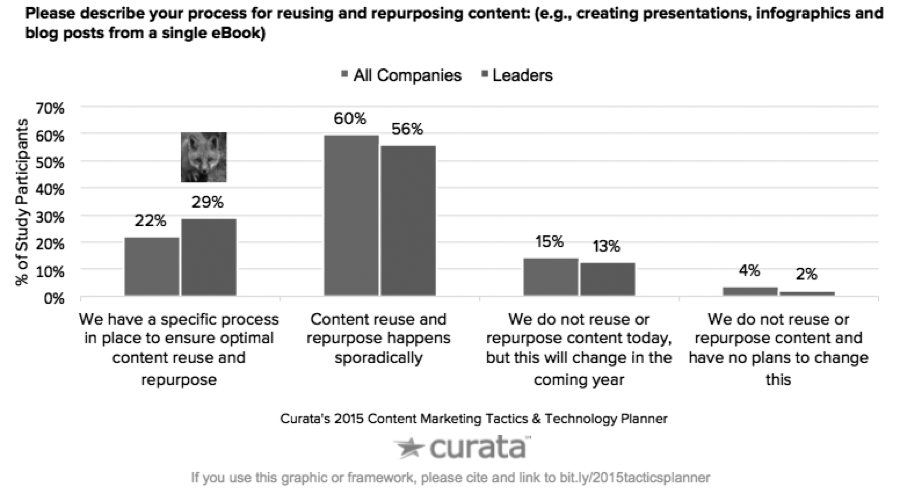 Please describe your process for reusing and repurposing content: (e.g., creating presentations, infographics and
blog posts from a single eBook)
All Companies Leaders
% of Study Participants
70%
60%
50%
40%
30%
20%
10%
0%
22%
29%
60%
56%
15%
13%
4%
2%
We have a specific process
in place to ensure optimal
content reuse and
repurpose
Content reuse and
repurpose happens
sporadically
We do not reuse or
repurpose content today,
but this will change in the
coming year
We do not reuse or
repurpose content and
have no plans to change
this
Curata's 2015 Content Marketing Tactics & Technology Planner
curata
If you use this graphic or framework, please cite and link to bit.ly/2015tacticsplanner